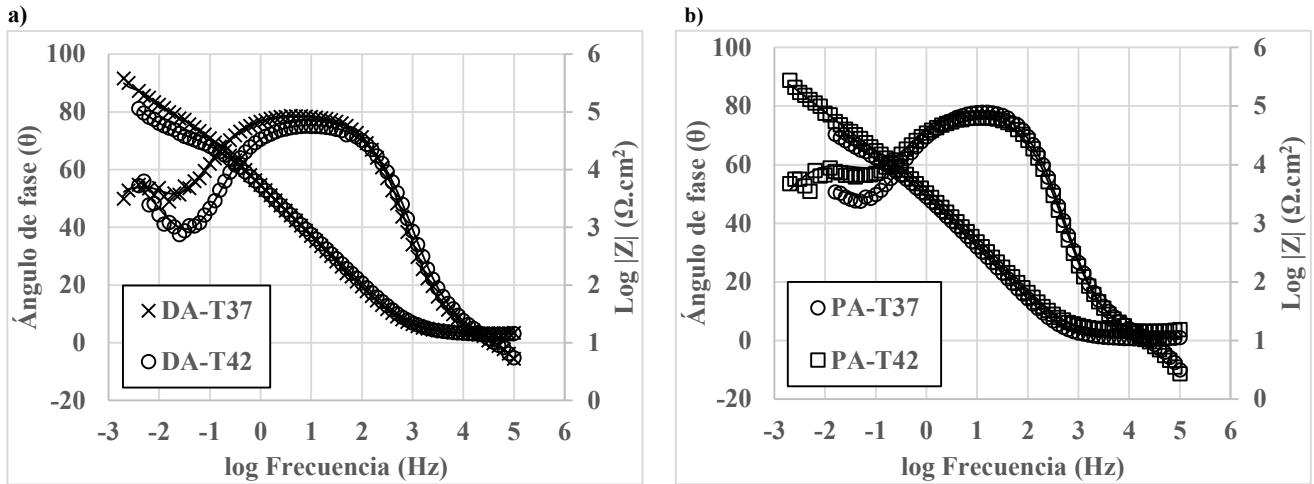 a)
100
80
60
40
20
0
-20
Ángulo de fase (θ)
6
5
4
3
2
1
0
Log |Z| (Ω.cm²)
DA-T37
DA-T42
-3 -2 -1 0 1 2 3 4 5 6
log Frecuencia (Hz)
b)
100
80
60
40
20
0
-20
Ángulo de fase (θ)
6
5
4
3
2
1
0
Log |Z| (Ω.cm²)
PA-T37
PA-T42
-3 -2 -1 0 1 2 3 4 5 6
log Frecuencia (Hz)